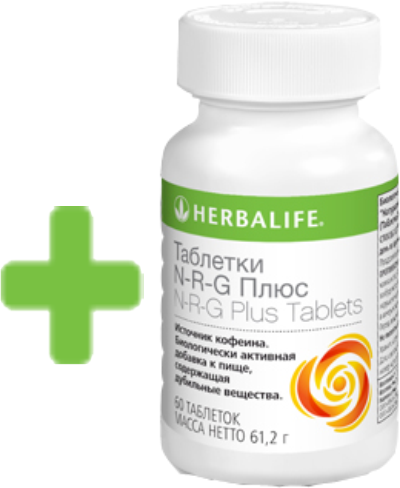 HERBALIFE®
Таблетки
N-R-G Плюс
N-R-G Plus Tablets
Источник кофеина.
Биологически активная
добавка к пище,
содержащая
дубильные вещества.
60 ТАБЛЕТОК
МАССА НЕТТО 61,2 г